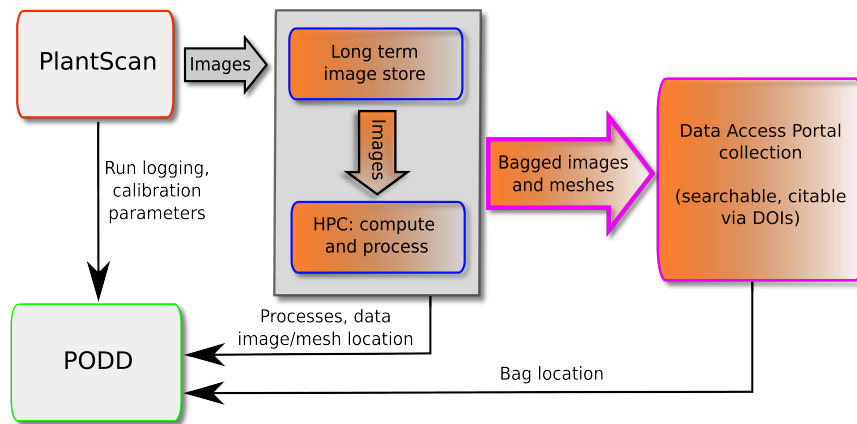 PlantScan
Images
Long term
image store
Images
HPC: compute
and process
Bagged images
and meshes
Data Access Portal
collection
(searchable, citable
via DOIs)
Run logging,
calibration
parameters
Processes, data
image/mesh location
PODD
Bag location